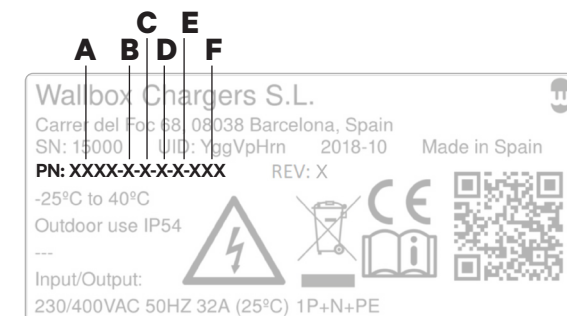 C E
A B D F
Wallbox Chargers S.L.
Carrer del Foc 68, 08038 Barcelona, Spain
SN: 15000 UID: YggVpHrn 2018-10 Made in Spain
PN: XXXX-X-X-X-X-XXX REV: X
-25ºC to 40ºC
Outdoor use IP54
---
Input/Output:
230/400VAC 50HZ 32A (25ºC) 1P+N+PE
CE
i